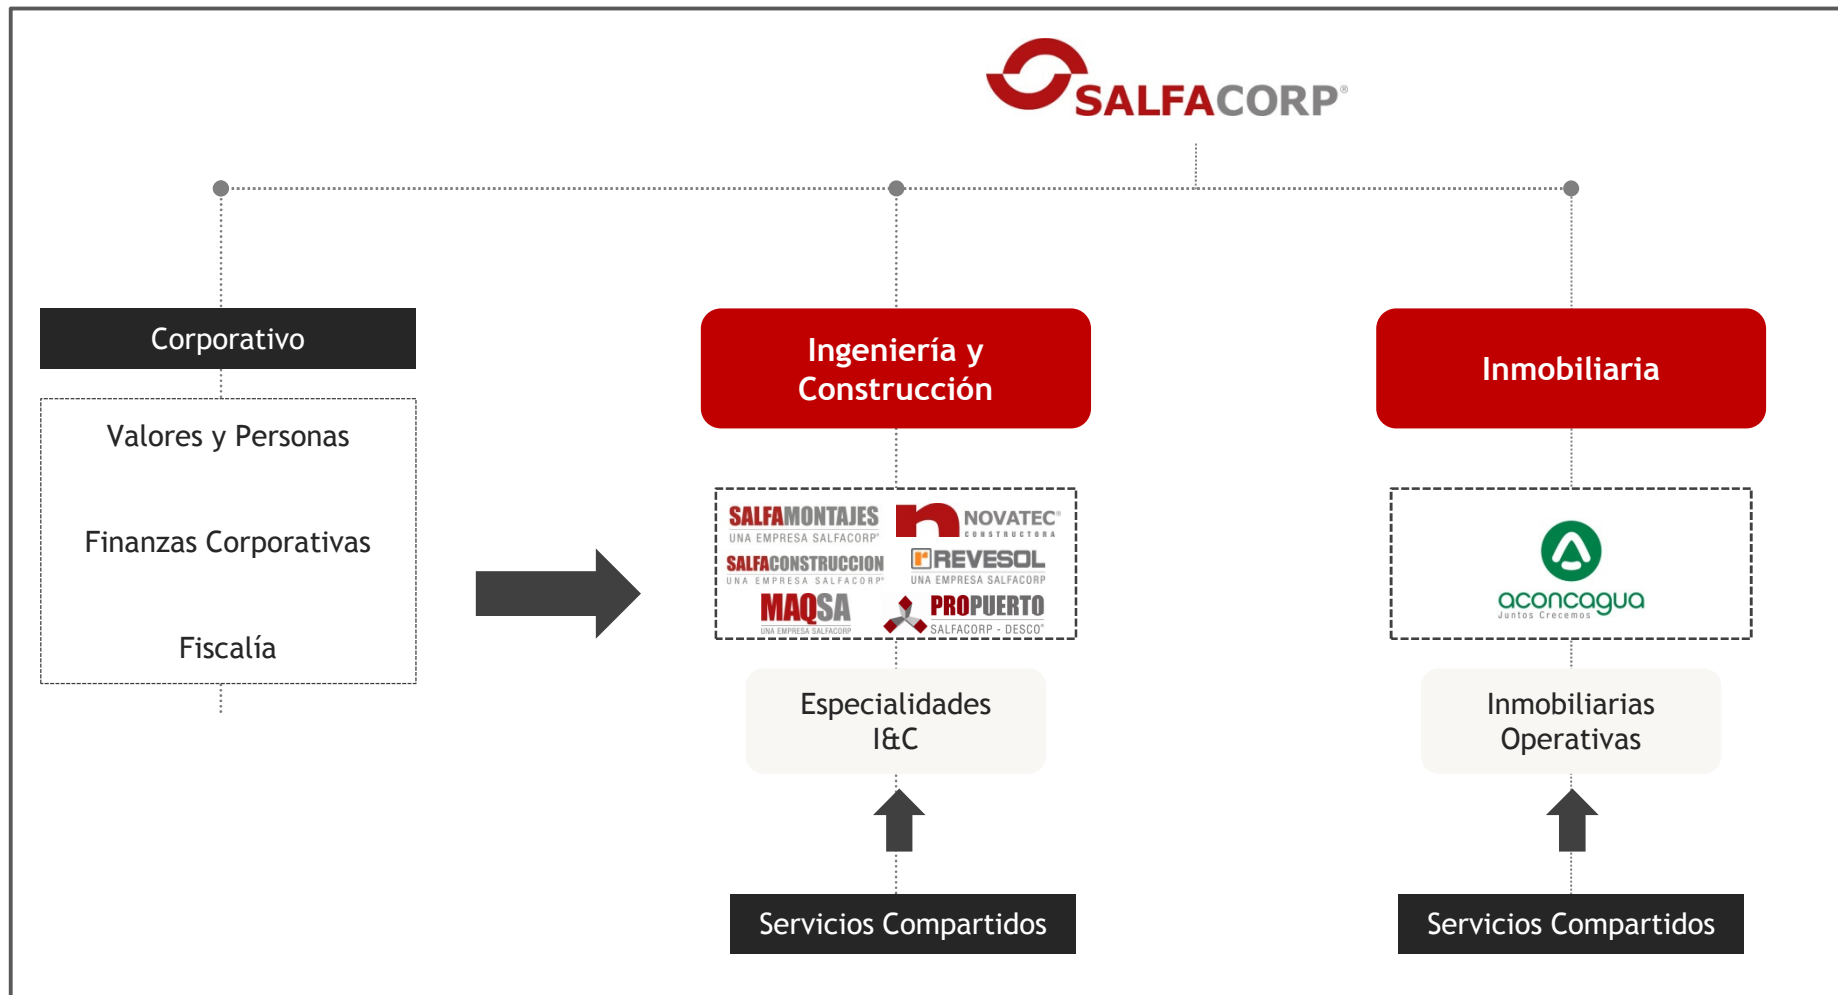 SALFACORP®
Corporativo
Valores y Personas
Finanzas Corporativas
Fiscalía
Ingeniería y
Construcción
SALFAMONTAJES
UNA EMPRESA SALFACORP®
NOVATEC®
CONSTRUCTORA
SALFACONSTRUCCION
UNA EMPRESA SALFACORP®
rREVESOL
UNA EMPRESA SALFACORP
MAQSA
UNA EMPRESA SALFACORP
PROPUERTO
SALFACORP - DESCO®
Especialidades
I&C
Servicios Compartidos
Inmobiliaria
aconcagua
Juntos Crecemos
Inmobiliarias
Operativas
Servicios Compartidos